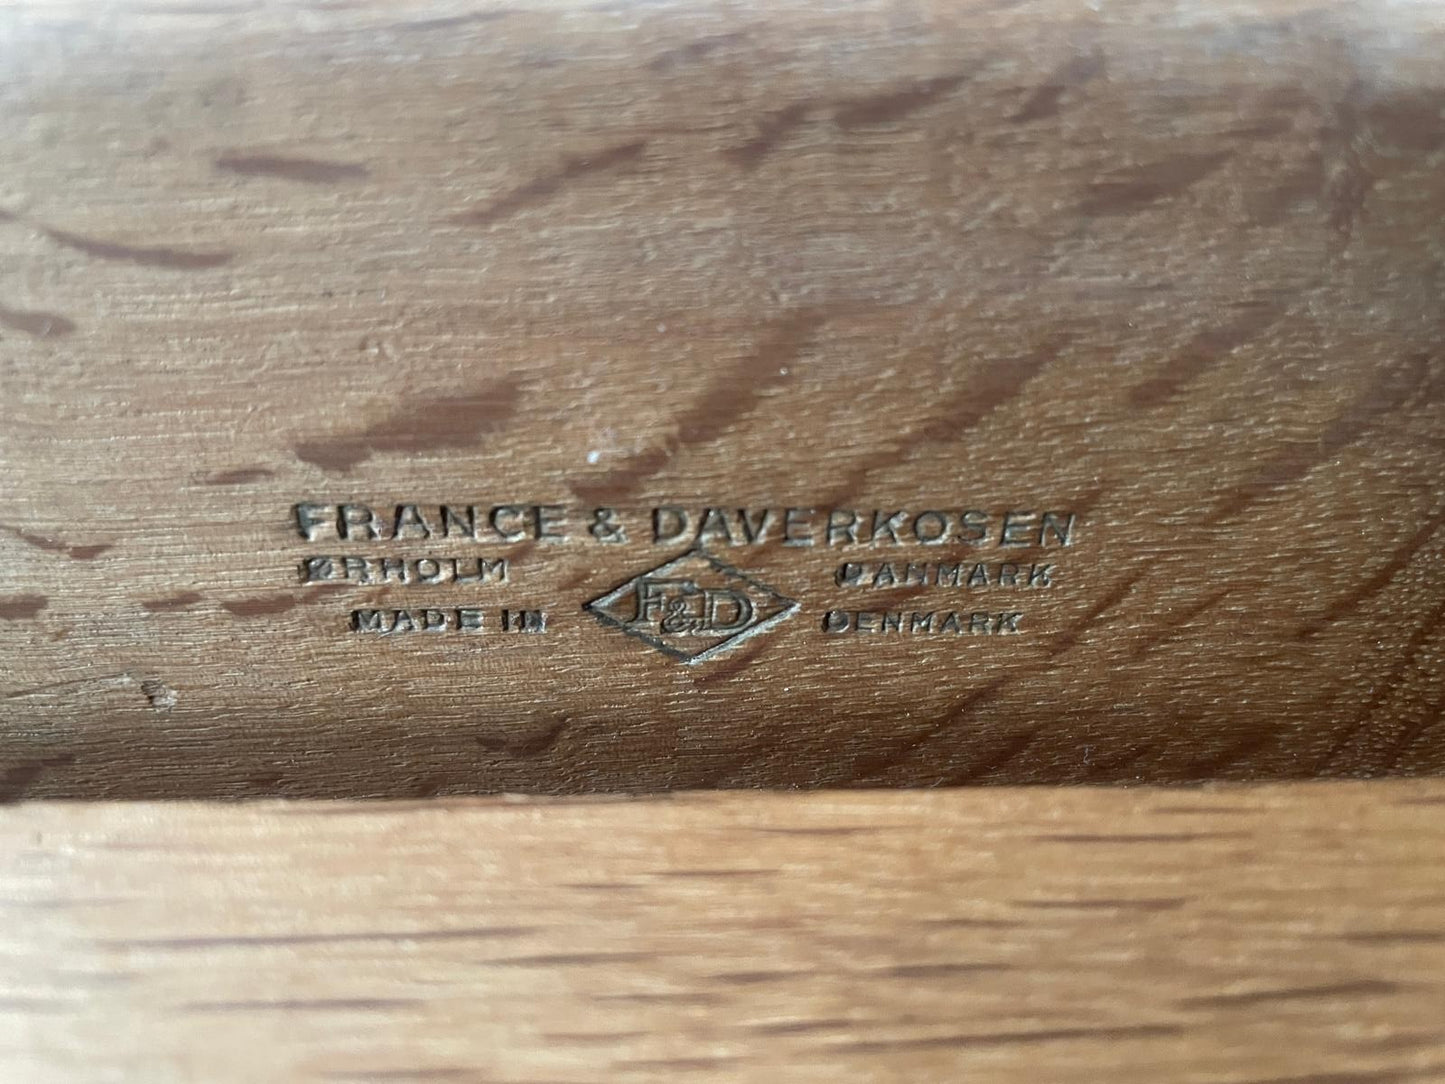 FRANCE & DAVERKOSEN
ØRHOLM DANMARK
F&D
MADE IN DENMARK